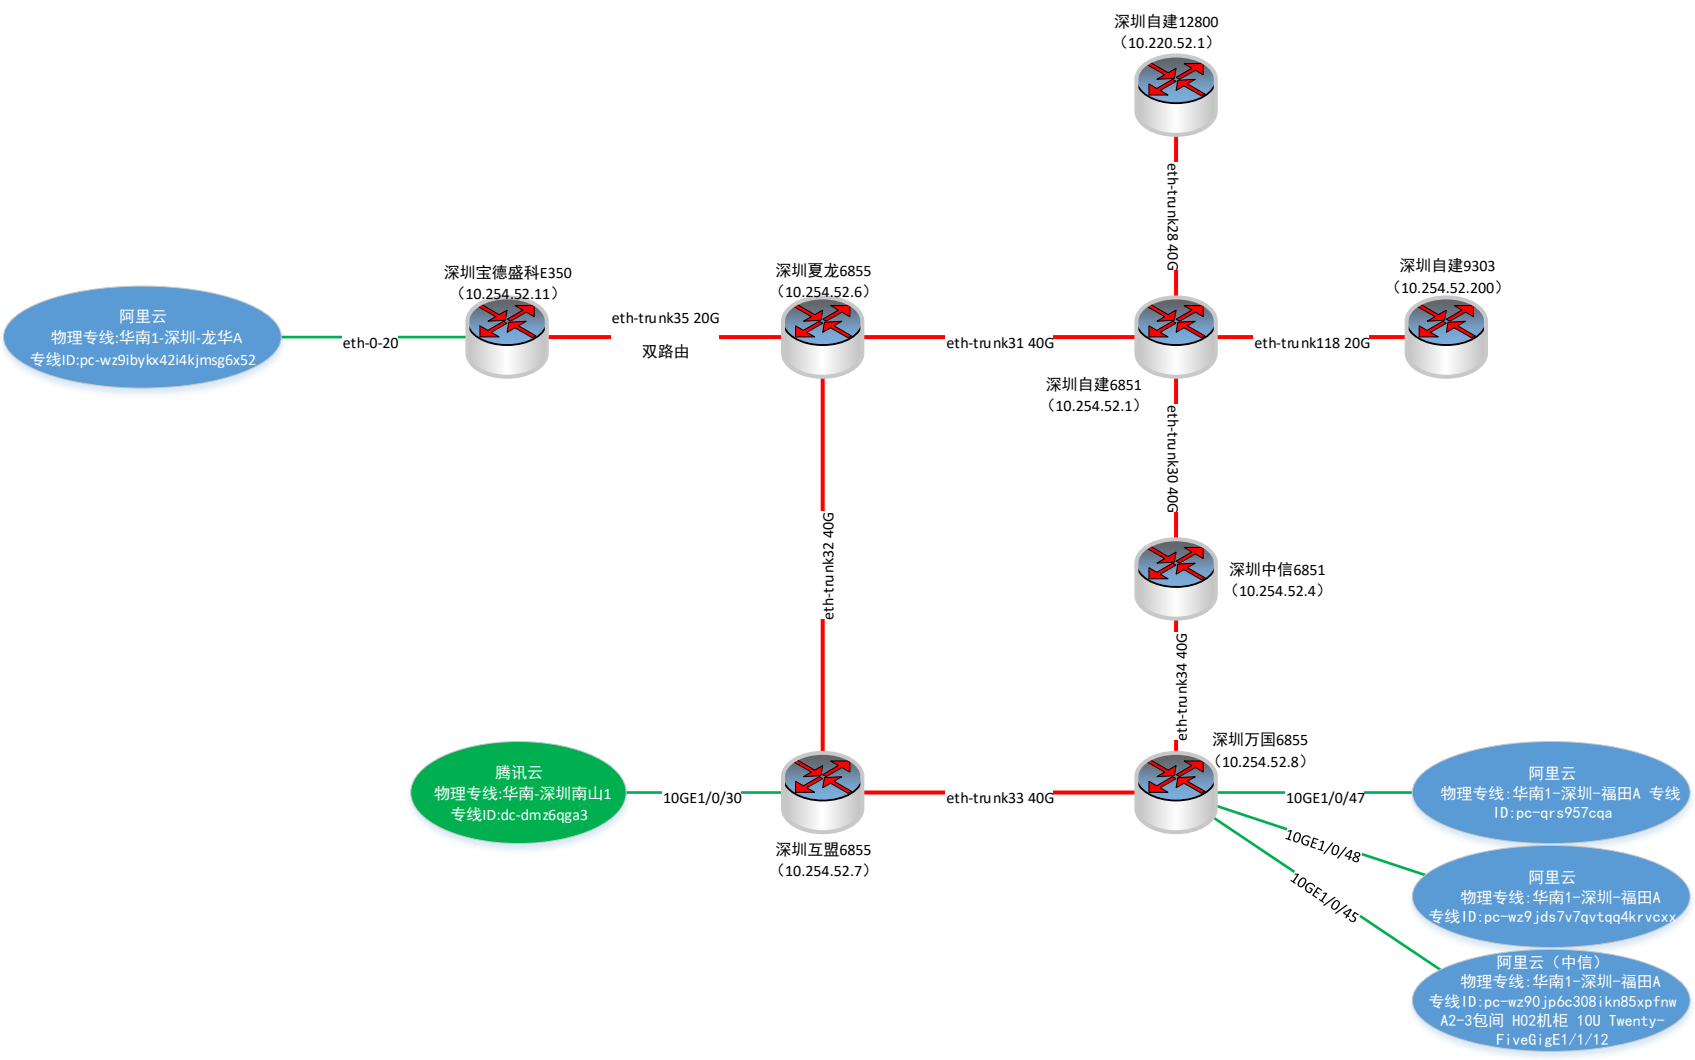 深圳自建12800
（10.220.52.1）
eth-trunk28 40G
深圳宝德盛科E350
（10.254.52.11）
深圳夏龙6855
（10.254.52.6）
深圳自建9303
（10.254.52.200）
阿里云
物理专线:华南1-深圳-龙华A
专线ID:pc-wz9ibykx42i4kjmsg6x52
eth-0-20
eth-trunk35 20G
双路由
eth-trunk31 40G
eth-trunk118 20G
深圳自建6851
（10.254.52.1）
eth-trunk30 40G
eth-trunk32 40G
深圳中信6851
（10.254.52.4）
eth-trunk34 40G
深圳万国6855
（10.254.52.8）
腾讯云
物理专线:华南-深圳南山1
专线ID:dc-dmz6qga3
10GE1/0/30
eth-trunk33 40G
深圳互盟6855
（10.254.52.7）
10GE1/0/47
阿里云
物理专线:华南1-深圳-福田A 专线
ID:pc-qrs957cqa
10GE1/0/48
阿里云
物理专线:华南1-深圳-福田A
专线ID:pc-wz9jds7v7qvtqq4krvcxx
10GE1/0/45
阿里云（中信）
物理专线:华南1-深圳-福田A
专线ID:pc-wz90jp6c308ikn85xpfnw
A2-3包间 H02机柜 10U Twenty-
FiveGigE1/1/12